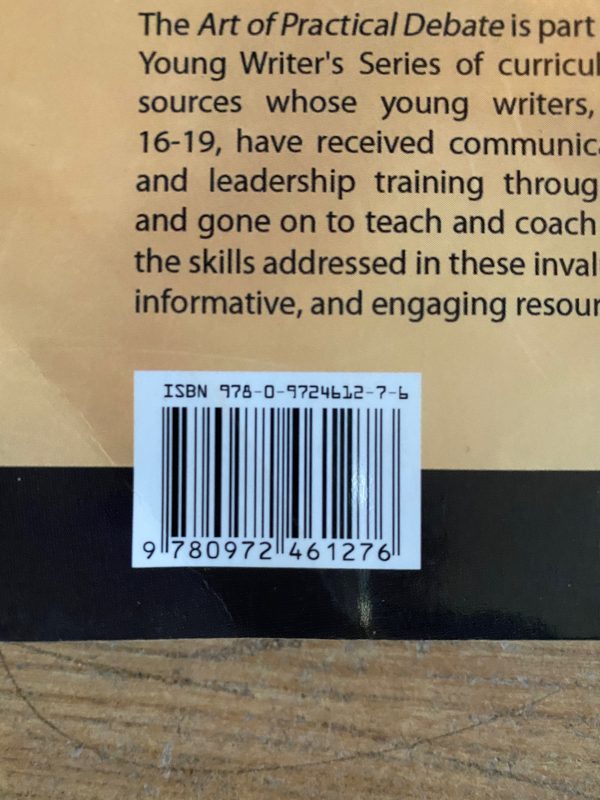 The Art of Practical Debate is part
Young Writer's Series of curricul
sources whose young writers,
16-19, have received communica
and leadership training throug
and gone on to teach and coach
the skills addressed in these inval
informative, and engaging resour
ISBN 978-0-9724612-7-6
9 780972 461276